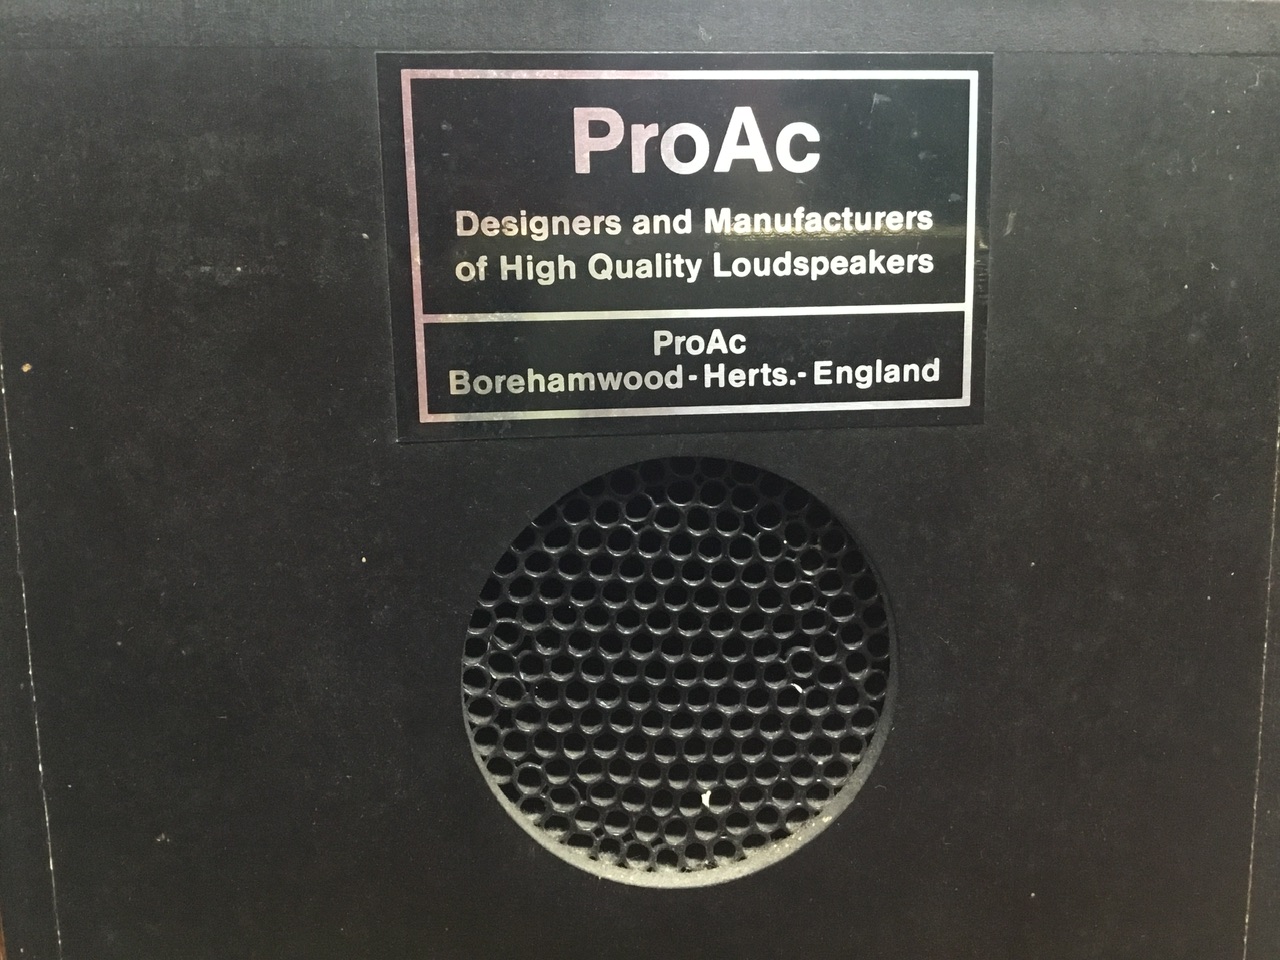 ProAc
Designers and Manufacturers
of High Quality Loudspeakers
ProAc
Borehamwood - Herts. - England